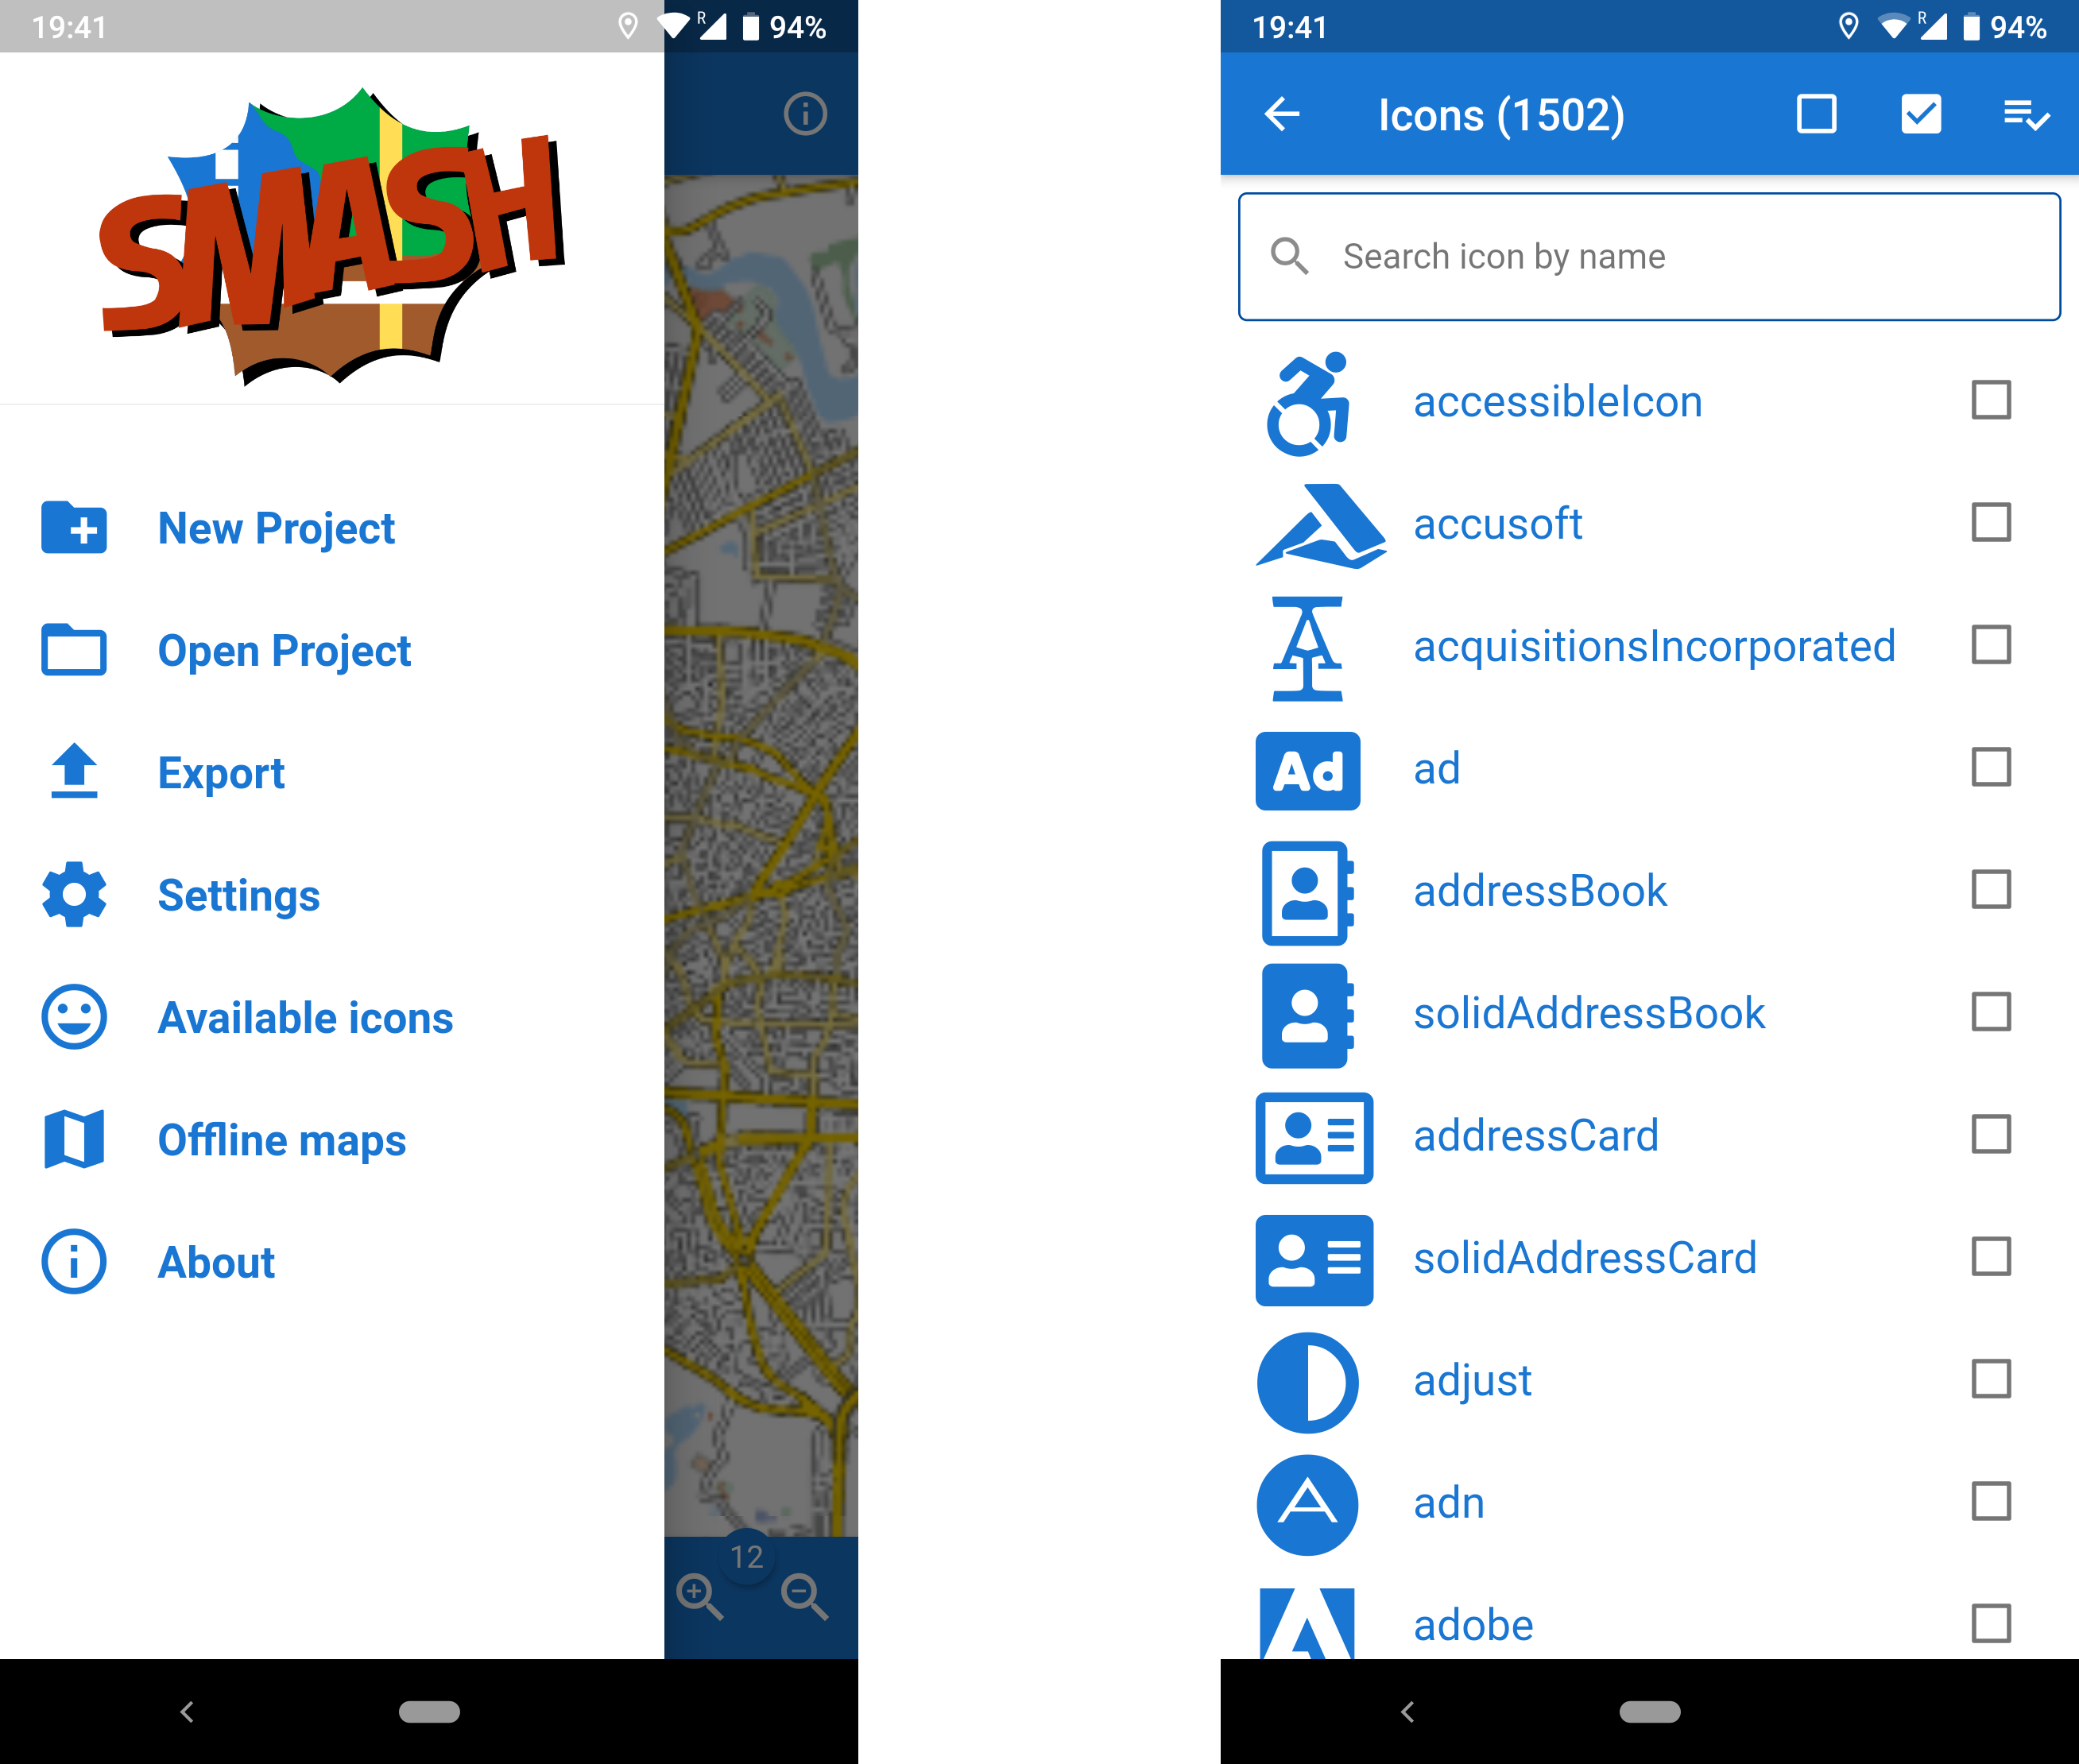 19:41
R
94%
SMASH
New Project
Open Project
Export
Settings
Available icons
Offline maps
About
12
19:41
R
94%
Icons (1502)
Search icon by name
accessibleIcon
accusoft
acquisitionsIncorporated
Ad
ad
addressBook
solidAddressBook
addressCard
solidAddressCard
adjust
adn
adobe